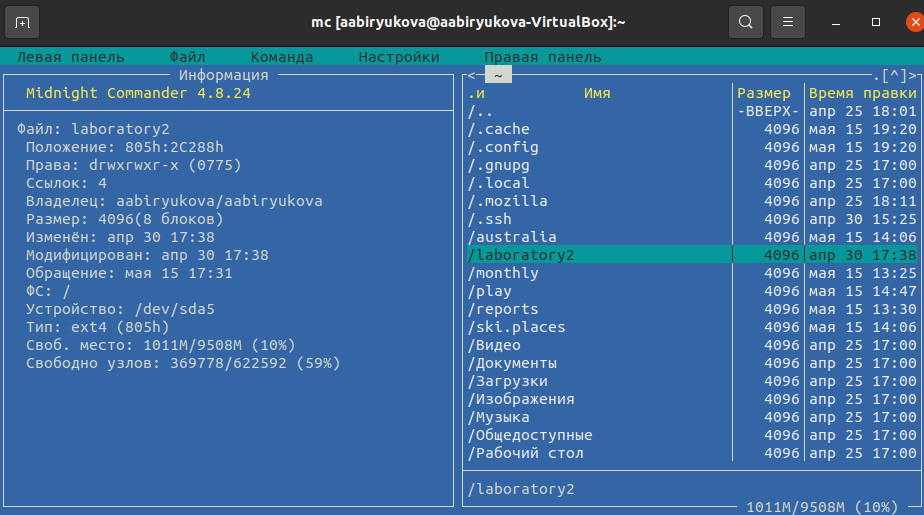 mc [aabiryukova@aabiryukova-VirtualBox]:~
Левая панель Файл Команда Настройки Правая панель
Информация
Midnight Commander 4.8.24
Файл: laboratory2
Положение: 805h:2C288h
Права: drwxrwxr-x (0775)
Ссылок: 4
Владелец: aabiryukova/aabiryukova
Размер: 4096(8 блоков)
Изменён: апр 30 17:38
Модифицирован: апр 30 17:38
Обращение: мая 15 17:31
ФС: /
Устройство: /dev/sda5
Тип: ext4 (805h)
Своб. место: 1011M/9508M (10%)
Свободно узлов: 369778/622592 (59%)
<─ ~ .[^]>
.и Имя Размер Время правки
/.. -ВВЕРХ- апр 25 18:01
/.cache 4096 мая 15 19:20
/.config 4096 мая 15 19:20
/.gnupg 4096 апр 25 17:00
/.local 4096 апр 25 17:00
/.mozilla 4096 апр 25 18:11
/.ssh 4096 апр 30 15:25
/australia 4096 мая 15 14:06
/laboratory2 4096 апр 30 17:38
/monthly 4096 мая 15 13:25
/play 4096 мая 15 14:47
/reports 4096 мая 15 13:30
/ski.places 4096 мая 15 14:06
/Видео 4096 апр 25 17:00
/Документы 4096 апр 25 17:00
/Загрузки 4096 апр 25 17:00
/Изображения 4096 апр 25 17:00
/Музыка 4096 апр 25 17:00
/Общедоступные 4096 апр 25 17:00
/Рабочий стол 4096 апр 25 17:00
/laboratory2
1011M/9508M (10%)